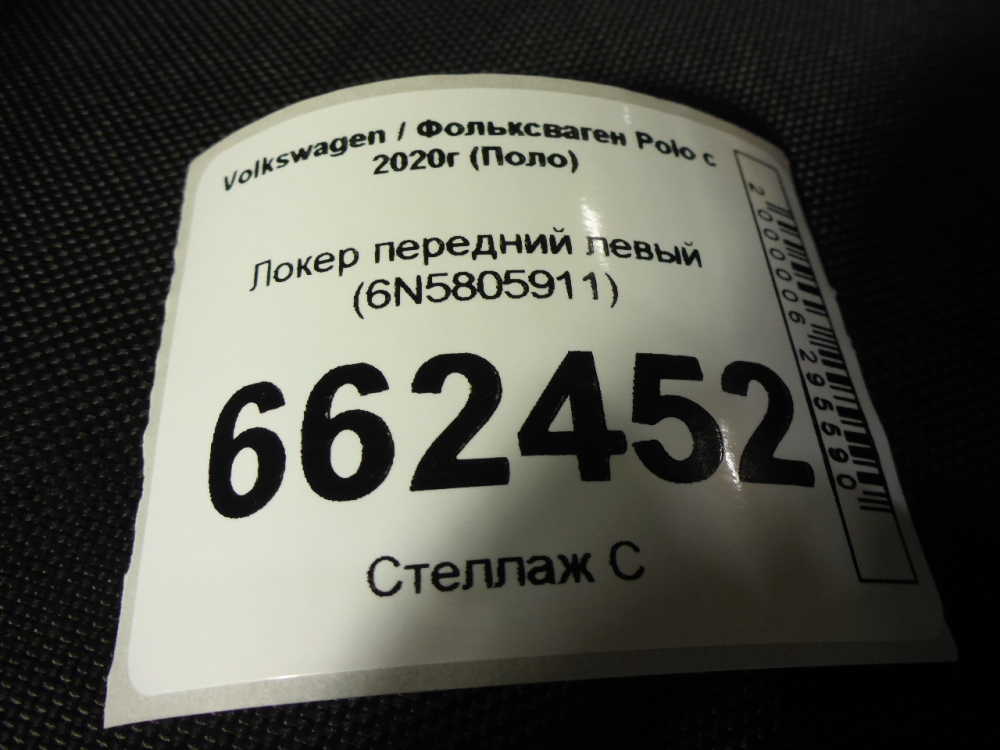 Volkswagen / Фольксваген Polo с
2020г (Поло)
Локер передний левый
(6N5805911)
662452
Стеллаж С
2000006295590